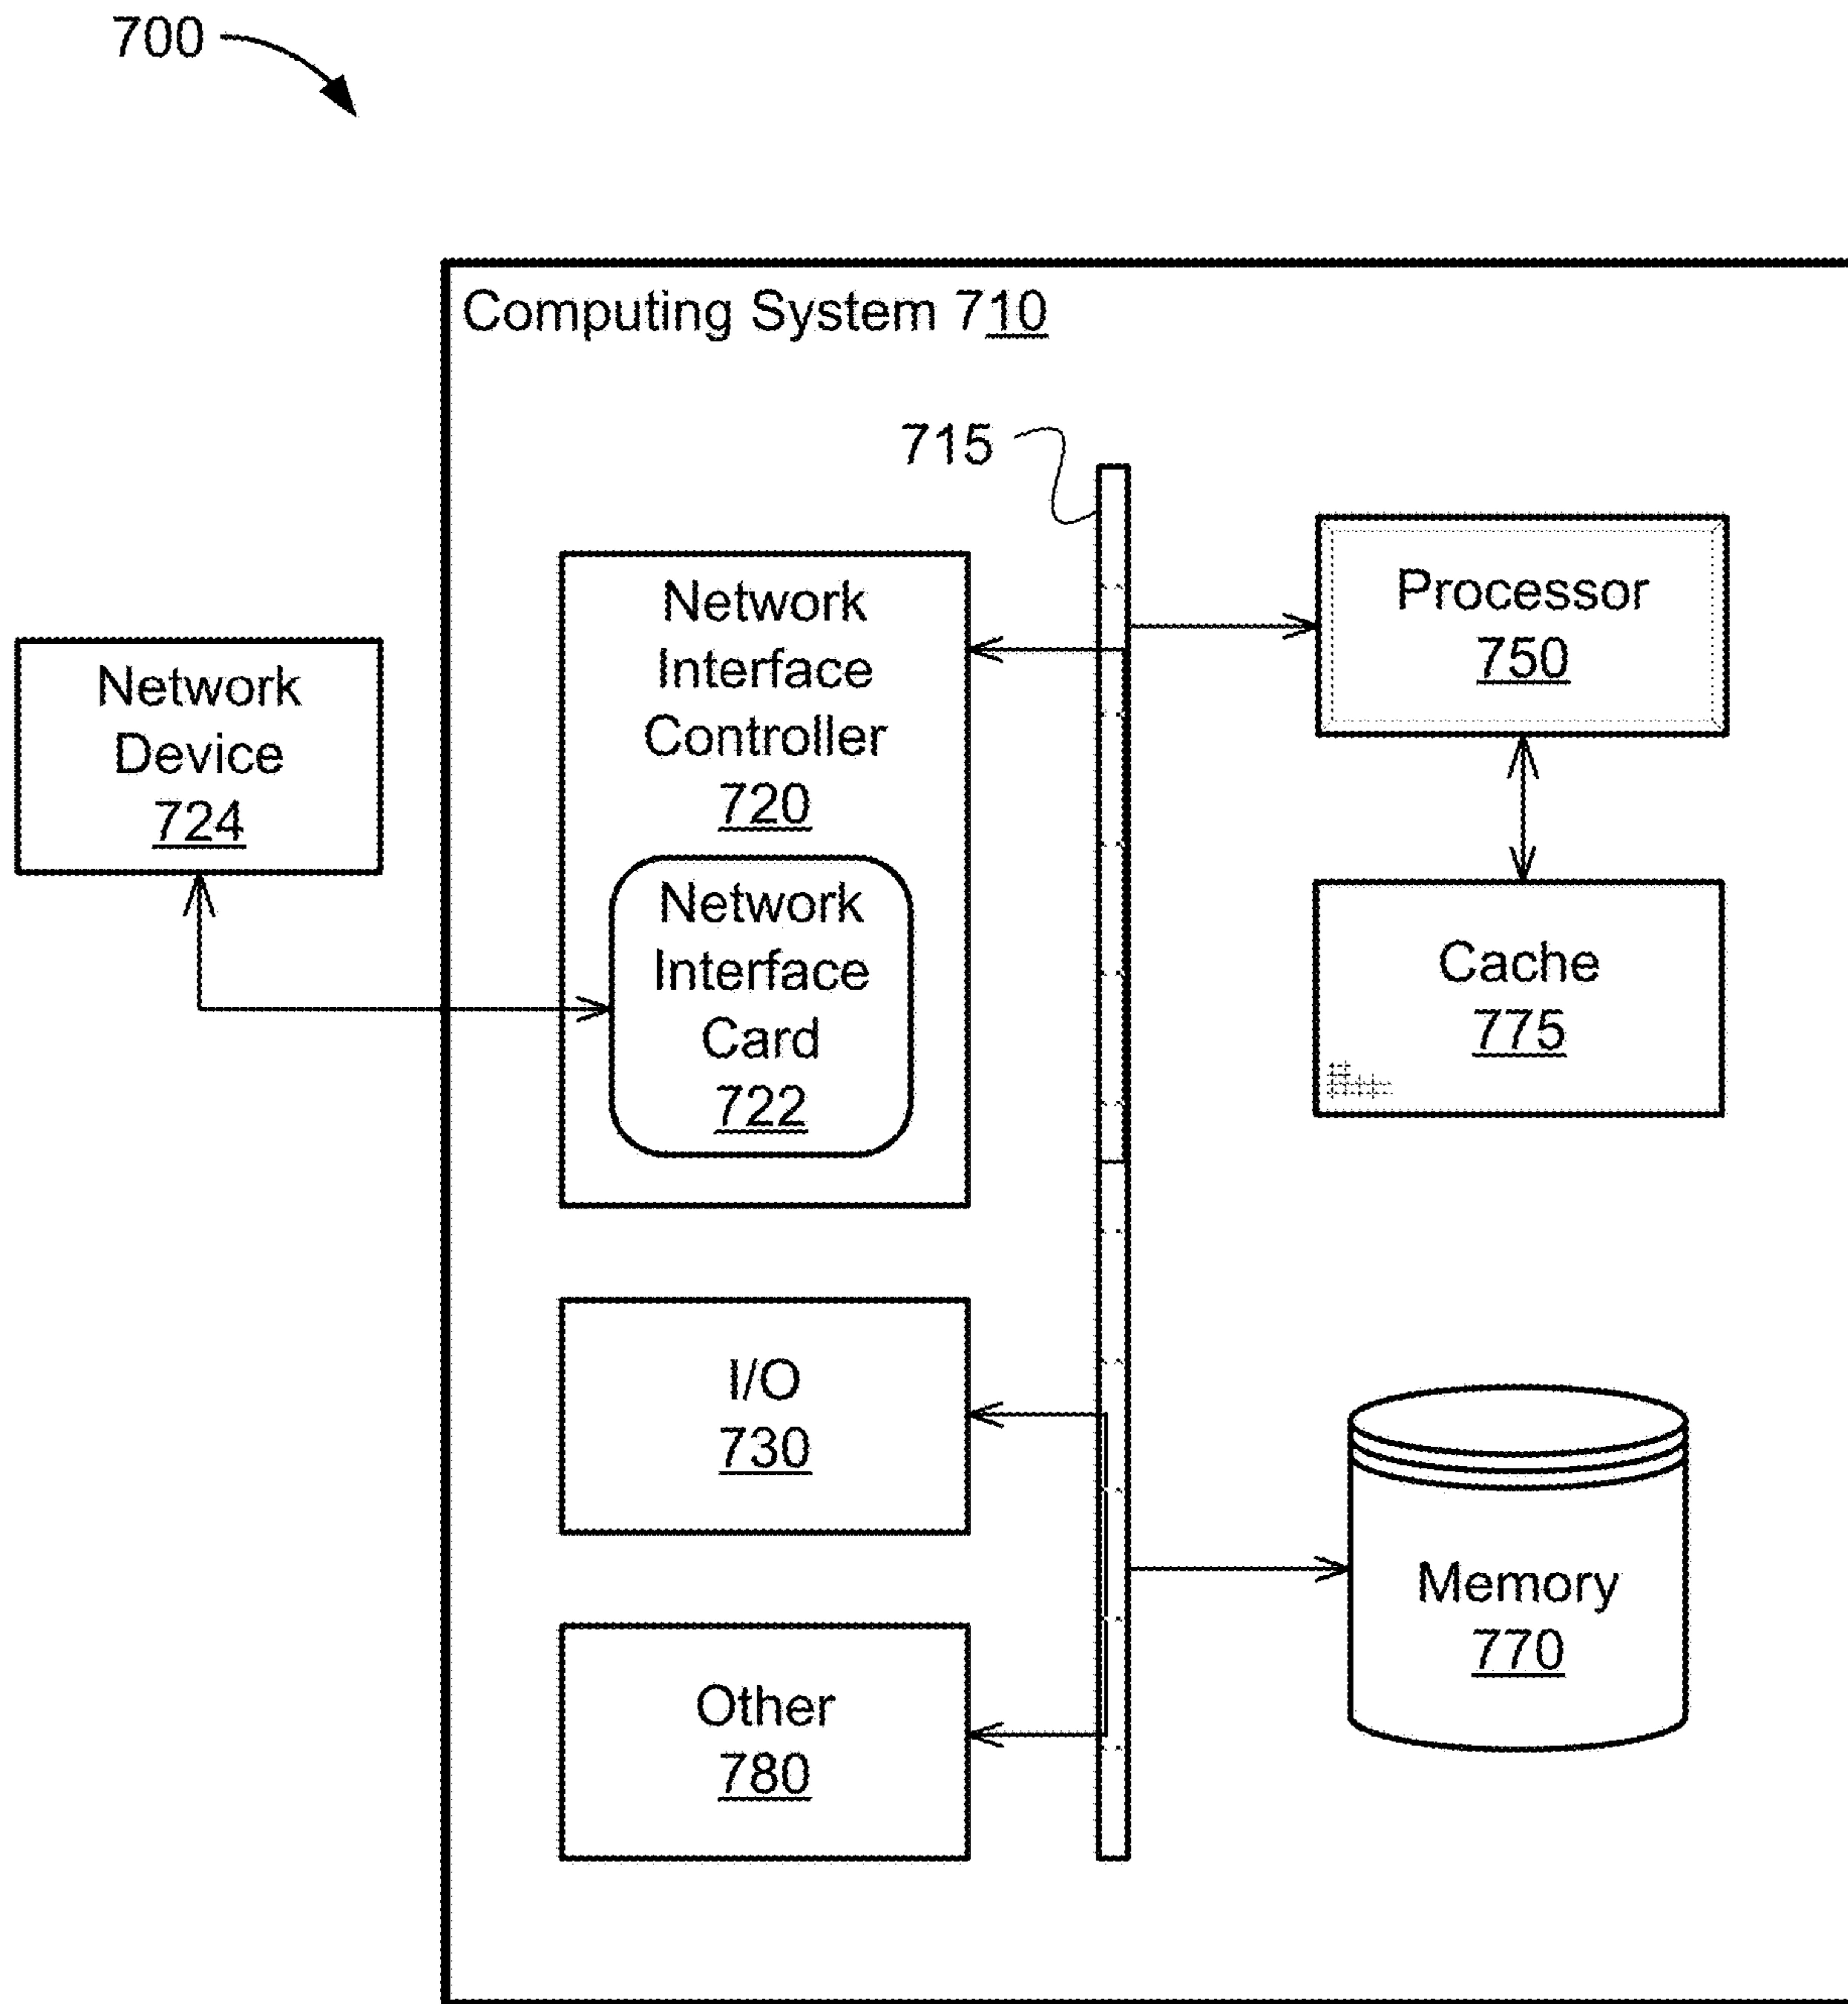 700
Computing System 710
715
Network
Interface
Controller
720
Network
Interface
Card
722
Network
Device
724
Processor
750
Cache
775
I/O
730
Memory
770
Other
780